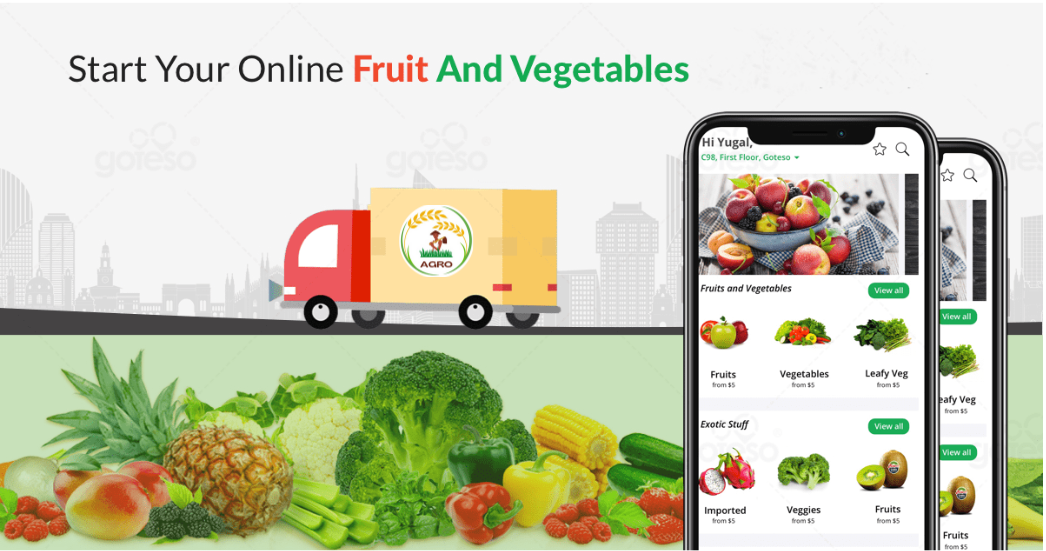 Start Your Online Fruit And Vegetables
goteso
goteso
AGRO
Hi Yugal,
C98, First Floor, Goteso
Fruits and Vegetables
View all
Fruits
from $5
Vegetables
from $5
Leafy Veg
from $5
Exotic Stuff
View all
Imported
from $5
Veggies
from $5
Fruits
from $5
View all
eafy Veg
from $5
View all
Fruits
from $5